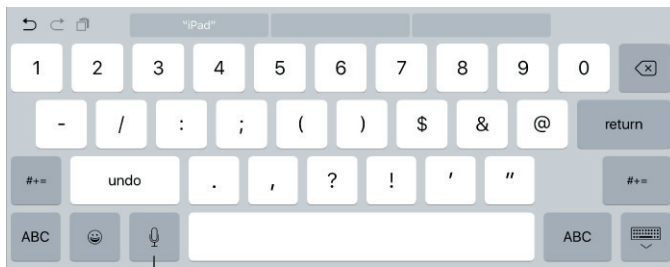 "iPad"
1 2 3 4 5 6 7 8 9 0
- / : ; ( ) $ & @ return
#+= undo . , ? ! ' " #+=
ABC ABC